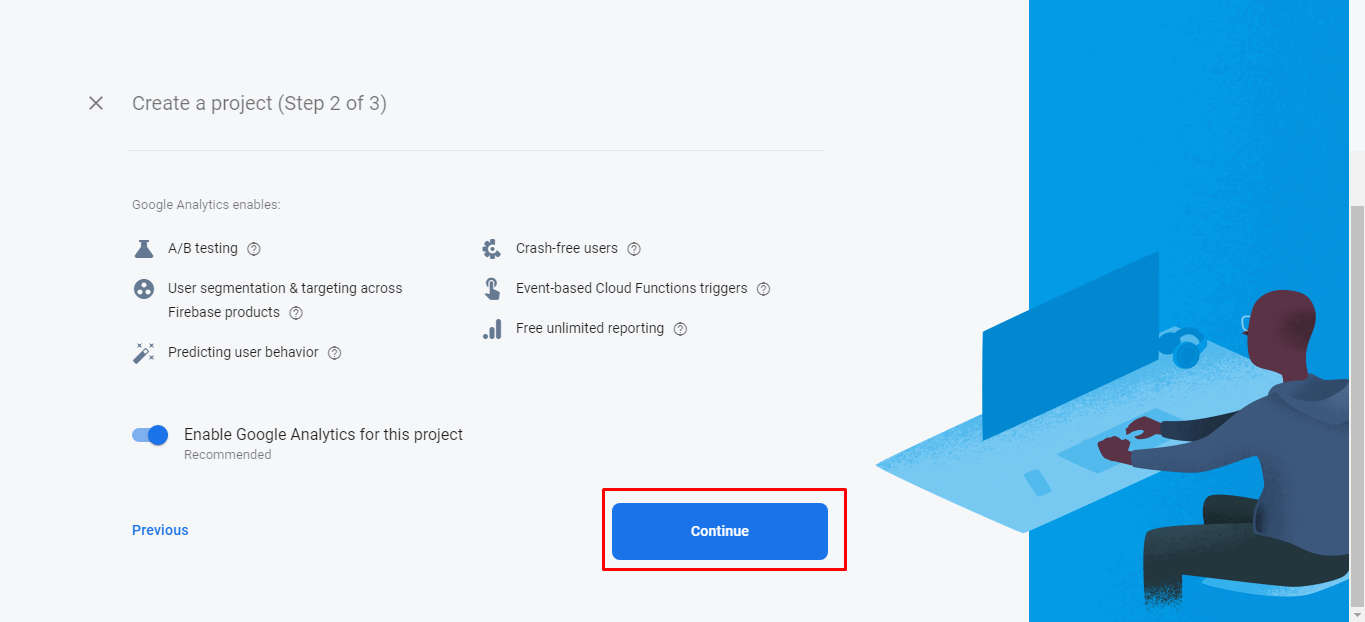 Create a project (Step 2 of 3)
Google Analytics enables:
A/B testing
User segmentation & targeting across
Firebase products
Predicting user behavior
Crash-free users
Event-based Cloud Functions triggers
Free unlimited reporting
Enable Google Analytics for this project
Recommended
Previous
Continue